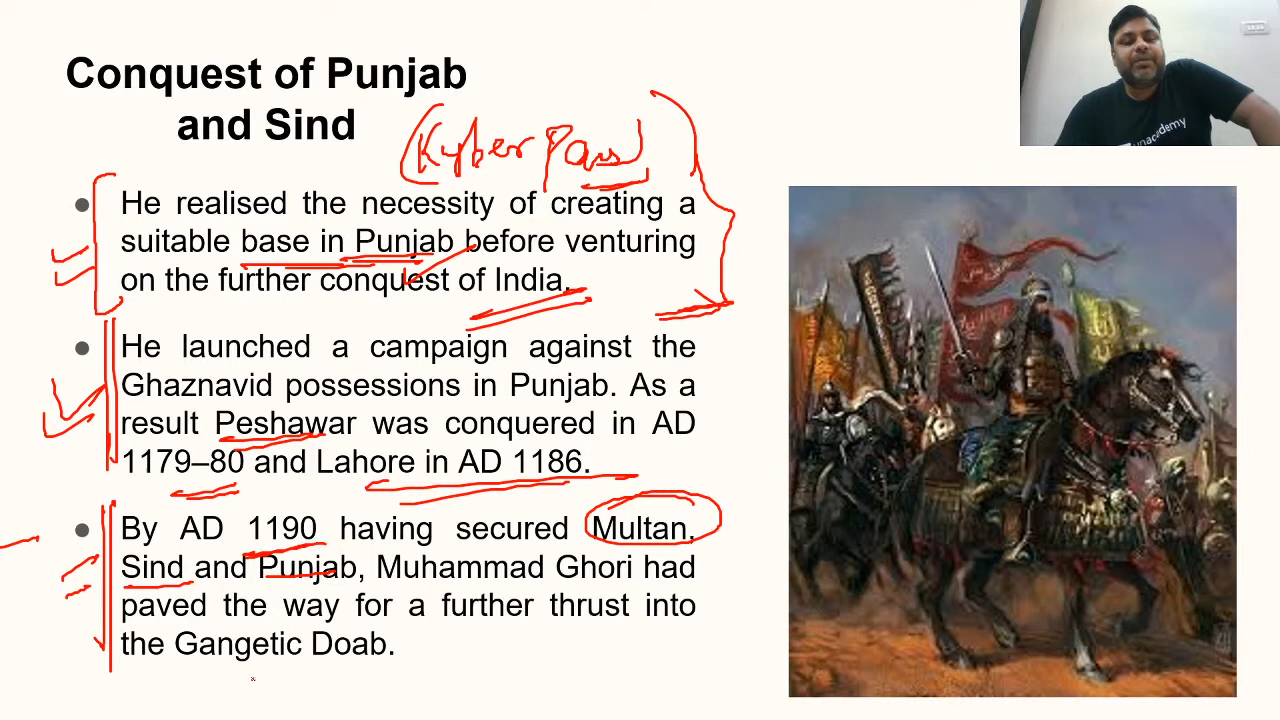 Conquest of Punjab
and Sind
(Kyber Pass)
● He realised the necessity of creating a
suitable base in Punjab before venturing
on the further conquest of India.
● He launched a campaign against the
Ghaznavid possessions in Punjab. As a
result Peshawar was conquered in AD
1179–80 and Lahore in AD 1186.
● By AD 1190 having secured Multan,
Sind and Punjab, Muhammad Ghori had
paved the way for a further thrust into
the Gangetic Doab.
unacademy